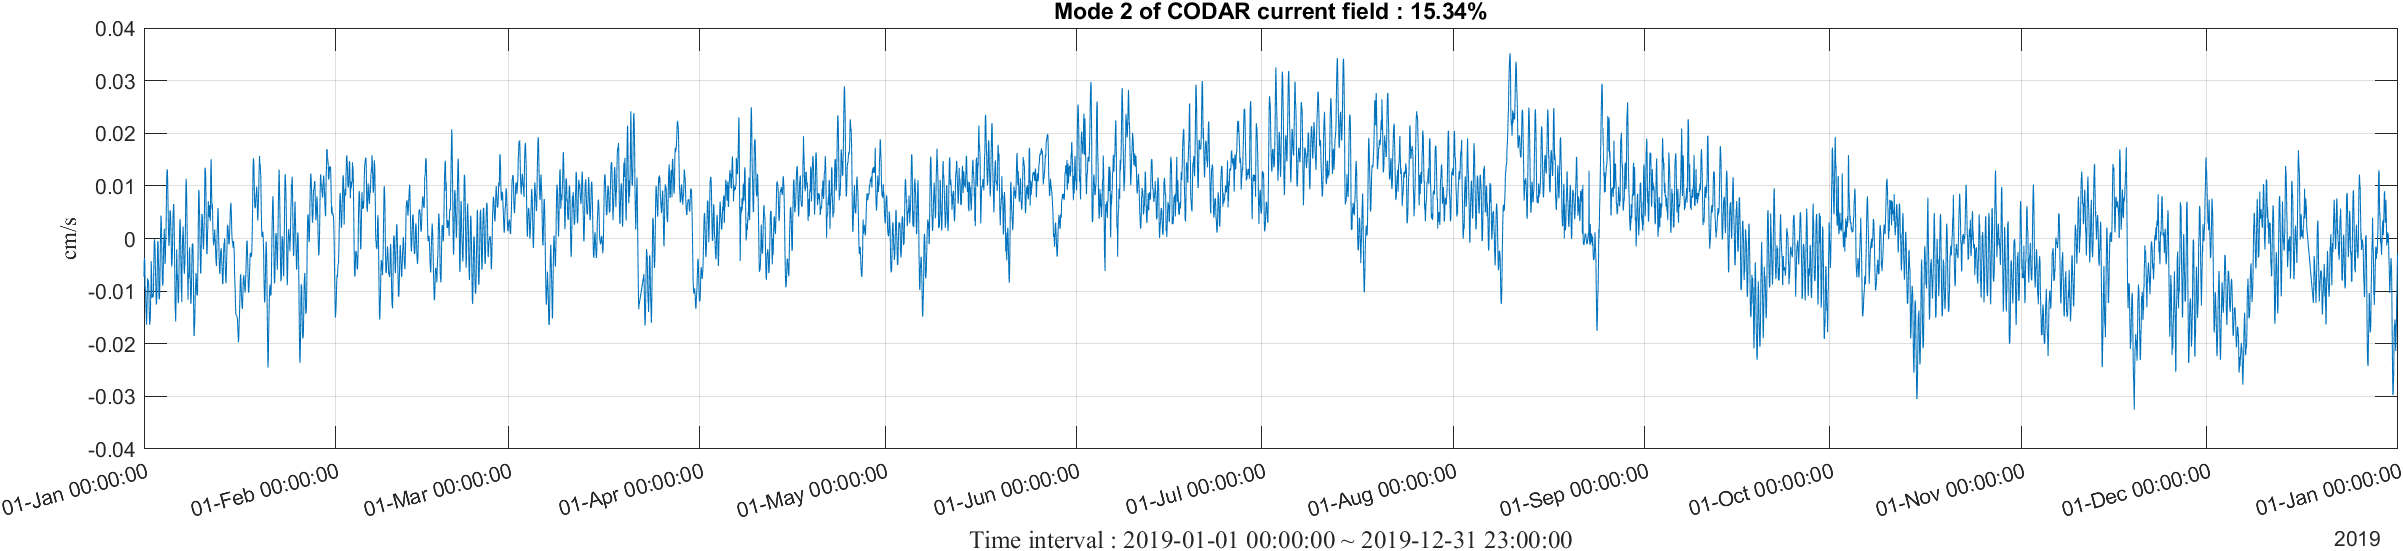 Mode 2 of CODAR current field : 15.34%
0.04
0.03
0.02
0.01
0
-0.01
-0.02
-0.03
-0.04
cm/s
01-Jan 00:00:00
01-Feb 00:00:00
01-Mar 00:00:00
01-Apr 00:00:00
01-May 00:00:00
01-Jun 00:00:00
01-Jul 00:00:00
01-Aug 00:00:00
01-Sep 00:00:00
01-Oct 00:00:00
01-Nov 00:00:00
01-Dec 00:00:00
01-Jan 00:00:00
Time interval : 2019-01-01 00:00:00 ~ 2019-12-31 23:00:00
2019